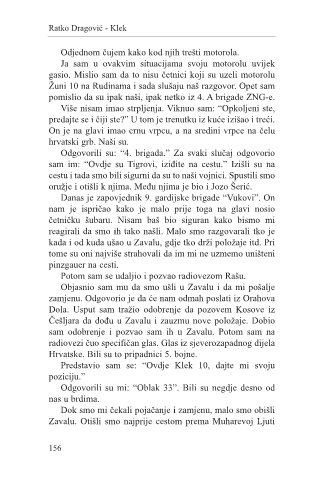 Ratko Dragović - Klek
Odjednom čujem kako kod njih trešti motorola.
Ja sam u ovakvim situacijama svoju motorolu uvijek
gasio. Mislio sam da to nisu četnici koji su uzeli motorolu
Žuni 10 na Rudinama i sada slušaju naš razgovor. Opet sam
pomislio da su ipak naši, ipak netko iz 4. A brigade ZNG-e.
Više nisam imao strpljenja. Viknuo sam: “Opkoljeni ste,
predajte se i čiji ste?” U tom je trenutku iz kuće izišao i treći.
On je na glavi imao crnu vrpcu, a na sredini vrpce na čelu
hrvatski grb. Naši su.
Odgovorili su: “4. brigada.” Za svaki slučaj odgovorio
sam im: “Ovdje su Tigrovi, iziđite na cestu.” Izišli su na
cestu i tada smo bili sigurni da su to naši vojnici. Spustili smo
oružje i otišli k njima. Među njima je bio i Jozo Šerić.
Danas je zapovjednik 9. gardijske brigade “Vukovi”. On
nam je ispričao kako je malo prije toga na glavi nosio
četničku šubaru. Nisam baš bio siguran kako bismo mi
reagirali da smo ih tako našli. Malo smo razgovarali tko je
kada i od kuda ušao u Zavalu, gdje tko drži položaje itd. Pri
tome su oni najviše strahovali da im mi ne uzmemo uništeni
pinzgauer na cesti.
Potom sam se udaljio i pozvao radiovezom Rašu.
Objasnio sam mu da smo ušli u Zavalu i da mi pošalje
zamjenu. Odgovorio je da će nam odmah poslati iz Orahova
Dola. Usput sam tražio odobrenje da pozovem Kosove iz
Češljara da dođu u Zavalu i zauzmu nove položaje. Dobio
sam odobrenje i pozvao sam ih u Zavalu. Potom sam na
radiovezi čuo specifičan glas. Glas iz sjeverozapadnog dijela
Hrvatske. Bili su to pripadnici 5. bojne.
Predstavio sam se: “Ovdje Klek 10, dajte mi svoju
poziciju.”
Odgovorili su mi: “Oblak 33”. Bili su negdje desno od
nas u brdima.
Dok smo mi čekali pojačanje i zamjenu, malo smo obišli
Zavalu. Otišli smo najprije cestom prema Muharevoj Ljuti
156